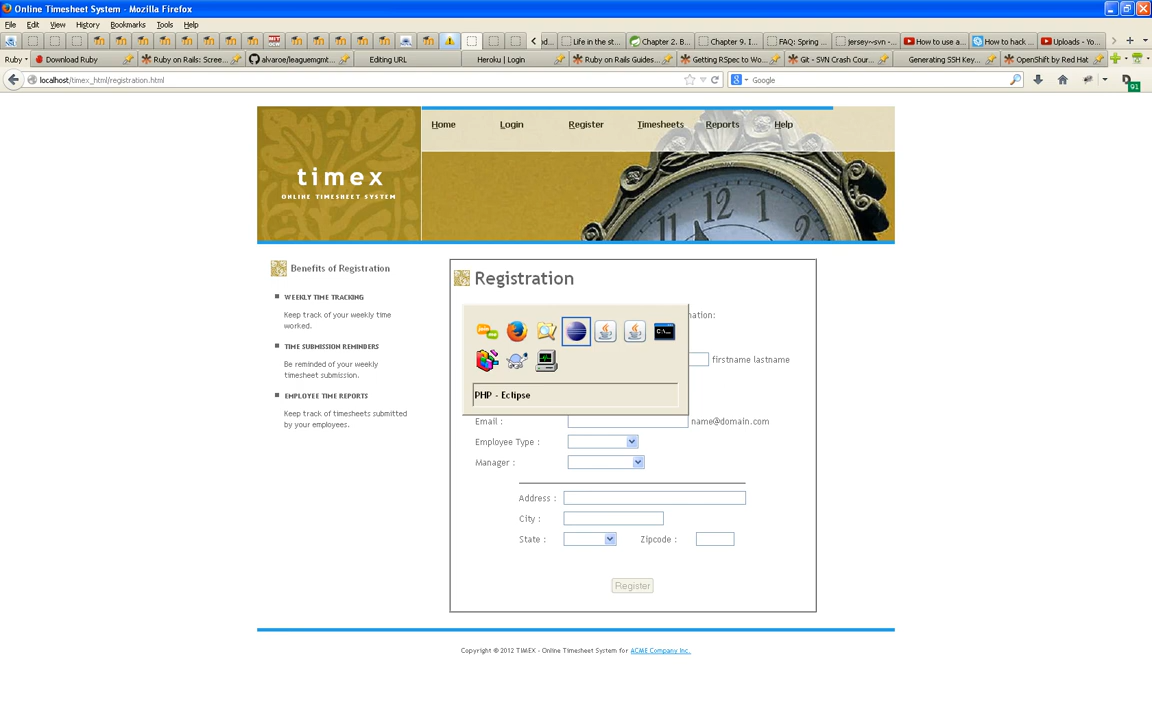 Online Timesheet System - Mozilla Firefox
File Edit View History Bookmarks Tools Help
Life in the st...
Chapter 2. B...
Chapter 9. I...
FAQ: Spring ...
jersey~svn - ...
How to use a...
How to hack ...
Uploads - Yo...
Ruby
Download Ruby
Ruby on Rails: Scree...
alvaroe/leaguemgmt...
Editing URL
Heroku | Login
Ruby on Rails Guides...
Getting RSpec to Wo...
Git - SVN Crash Cour...
Generating SSH Key...
OpenShift by Red Hat
localhost/timex_html/registration.html
Google
91
Home Login Register Timesheets Reports Help
timex
ONLINE TIMESHEET SYSTEM
12 1
Benefits of Registration
WEEKLY TIME TRACKING
Keep track of your weekly time
worked.
TIME SUBMISSION REMINDERS
Be reminded of your weekly
timesheet submission.
EMPLOYEE TIME REPORTS
Keep track of timesheets submitted
by your employees.
Registration
nation:
firstname lastname
PHP - Eclipse
Email : name@domain.com
Employee Type :
Manager :
Address :
City :
State : Zipcode :
Register
Copyright © 2012 TIMEX - Online Timesheet System for ACME Company Inc.